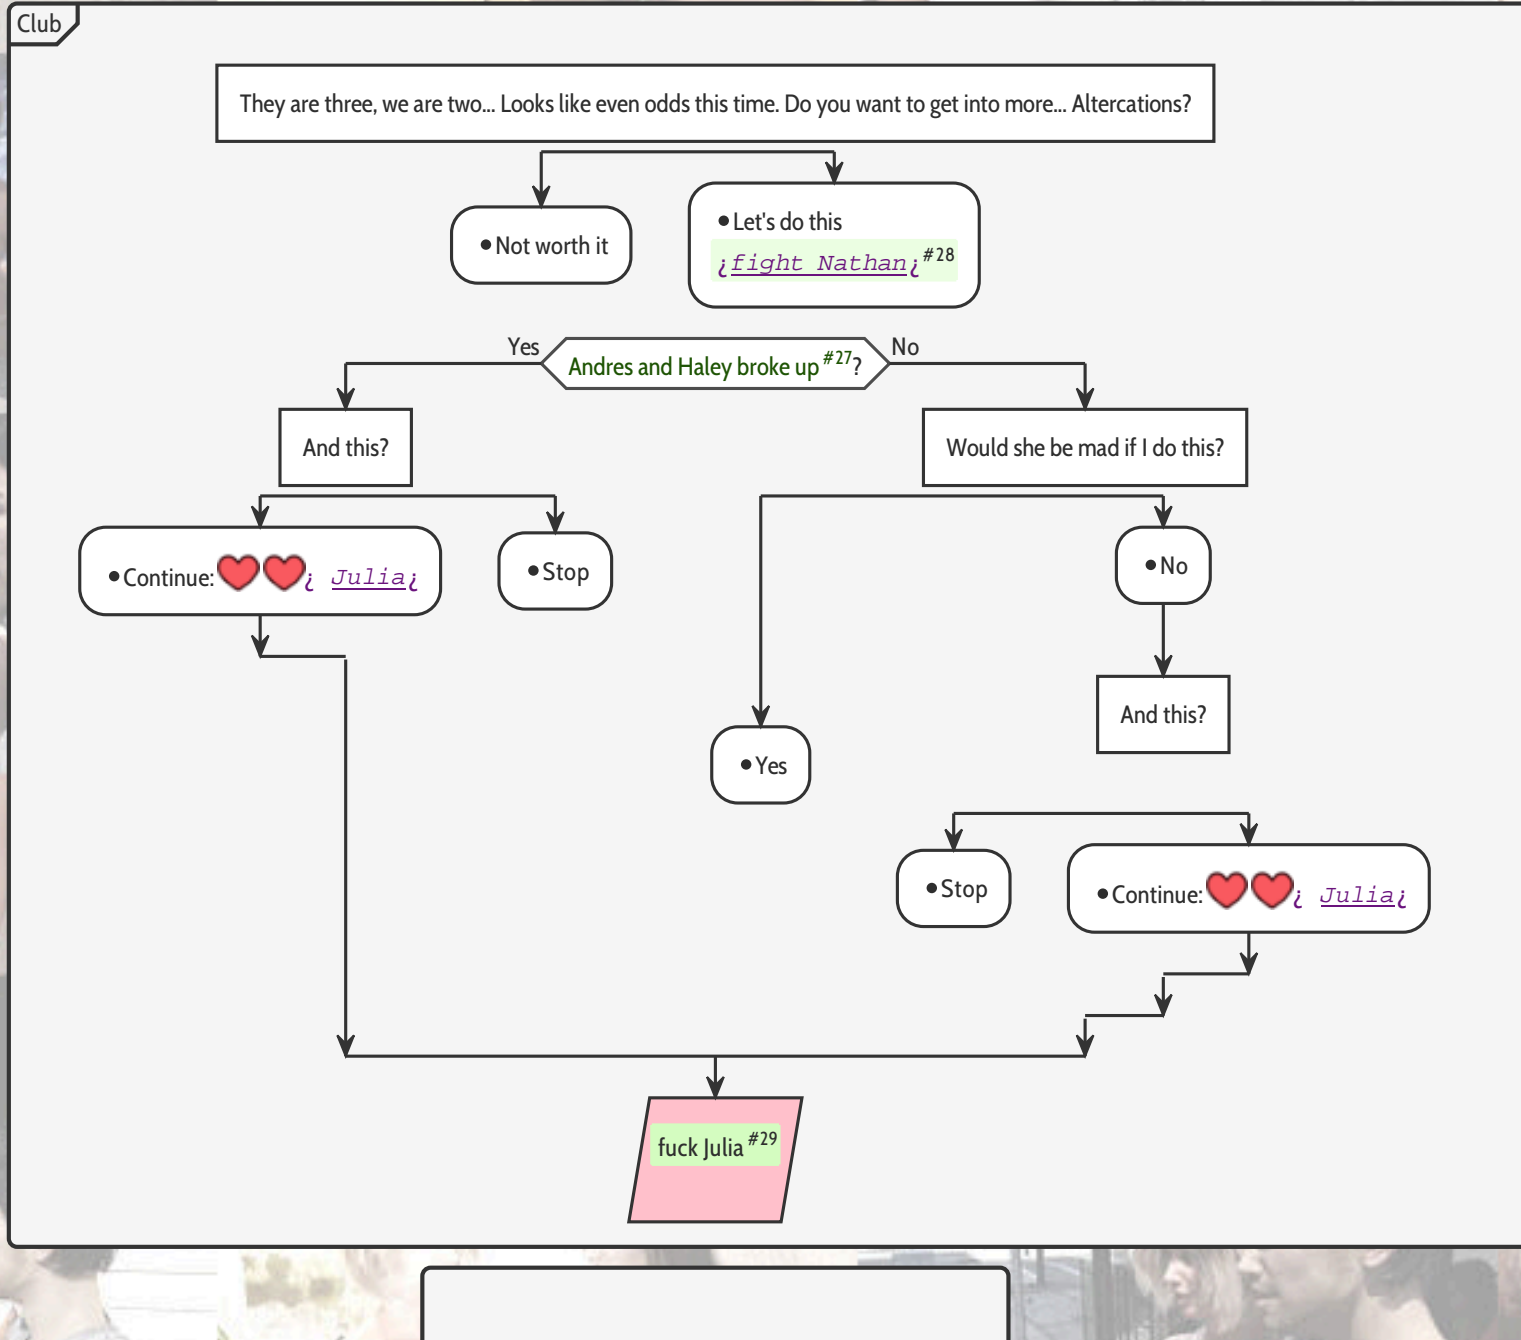 Club
They are three, we are two... Looks like even odds this time. Do you want to get into more... Altercations?
•Not worth it
•Let's do this
¿fight Nathan¿#28
Yes
Andres and Haley broke up#27?
No
And this?
Would she be mad if I do this?
•Continue:❤❤¿ Julia¿
•Stop
•No
And this?
•Yes
•Stop
•Continue:❤❤¿ Julia¿
fuck Julia#29